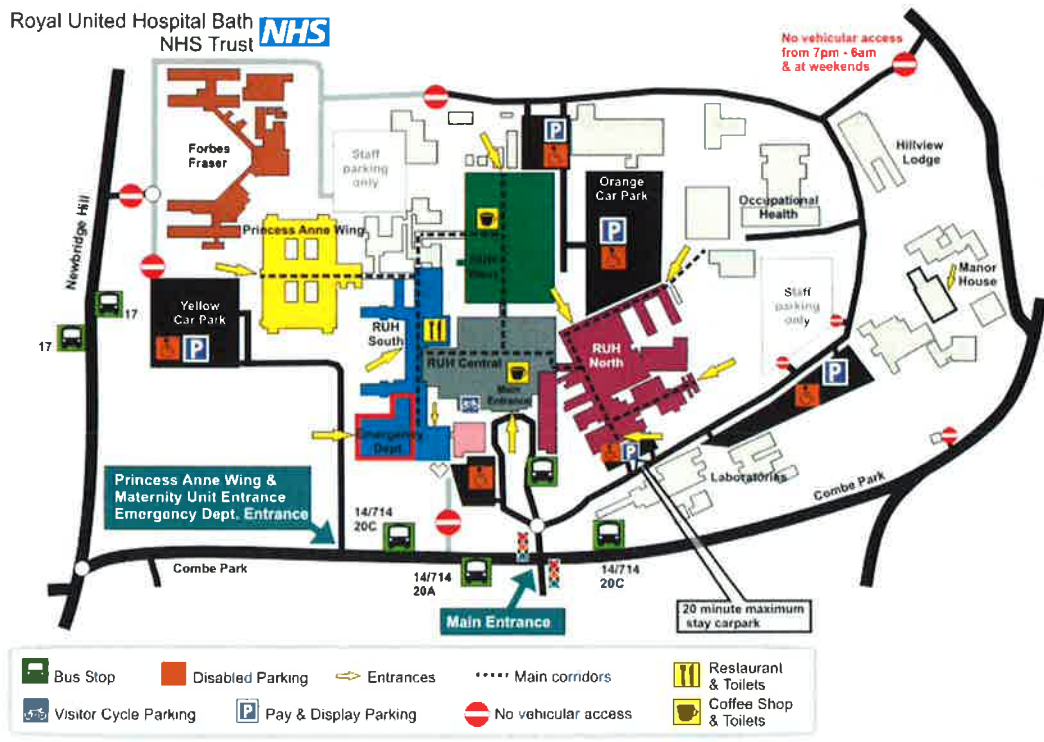 Royal United Hospital Bath
NHS Trust
NHS
No vehicular access
from 7pm - 6am
& at weekends
Forbes
Fraser
Staff
parking
only
P
Hillview
Lodge
Orange
Car Park
P
Occupational
Health
Newbridge Hill
Princess Anne Wing
RUH
West
Manor
House
Staff
parking
only
17
17
Yellow
Car Park
P
RUH
South
RUH Central
RUH
North
Main
Entrance
P
Emergency
Dept
P
Laboratories
Combe Park
Princess Anne Wing &
Maternity Unit Entrance
Emergency Dept. Entrance
14/714
20C
Combe Park
14/714
20A
14/714
20C
Main Entrance
20 minute maximum
stay carpark
Bus Stop
Disabled Parking
Entrances
Main corridors
Restaurant
& Toilets
Visitor Cycle Parking
P
Pay & Display Parking
No vehicular access
Coffee Shop
& Toilets